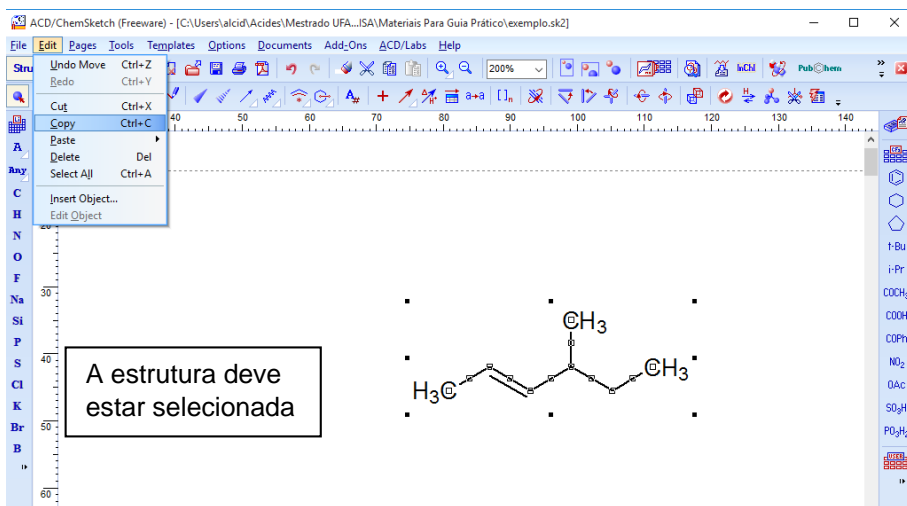 ACD/ChemSketch (Freeware) - [C:\Users\alcid\Acides\Mestrado UFA...ISA\Materiais Para Guia Prático\exemplo.sk2]
File Edit Pages Tools Templates Options Documents Add-Ons ACD/Labs Help
Stru
200%
InChI
PubChem
Undo Move Ctrl+Z
Redo Ctrl+Y
Cut Ctrl+X
Copy Ctrl+C
Paste
Delete Del
Select All Ctrl+A
Insert Object...
Edit Object
40 50 60 70 80 90 100 110 120 130 140
30
40
50
60
A
Any
C
H
N
O
F
Na
Si
P
S
Cl
K
Br
B
t-Bu
i-Pr
COCH3
COOH
COPh
NO2
OAc
SO3H
PO3H2
CH3
CH3
H3C
A estrutura deve
estar selecionada